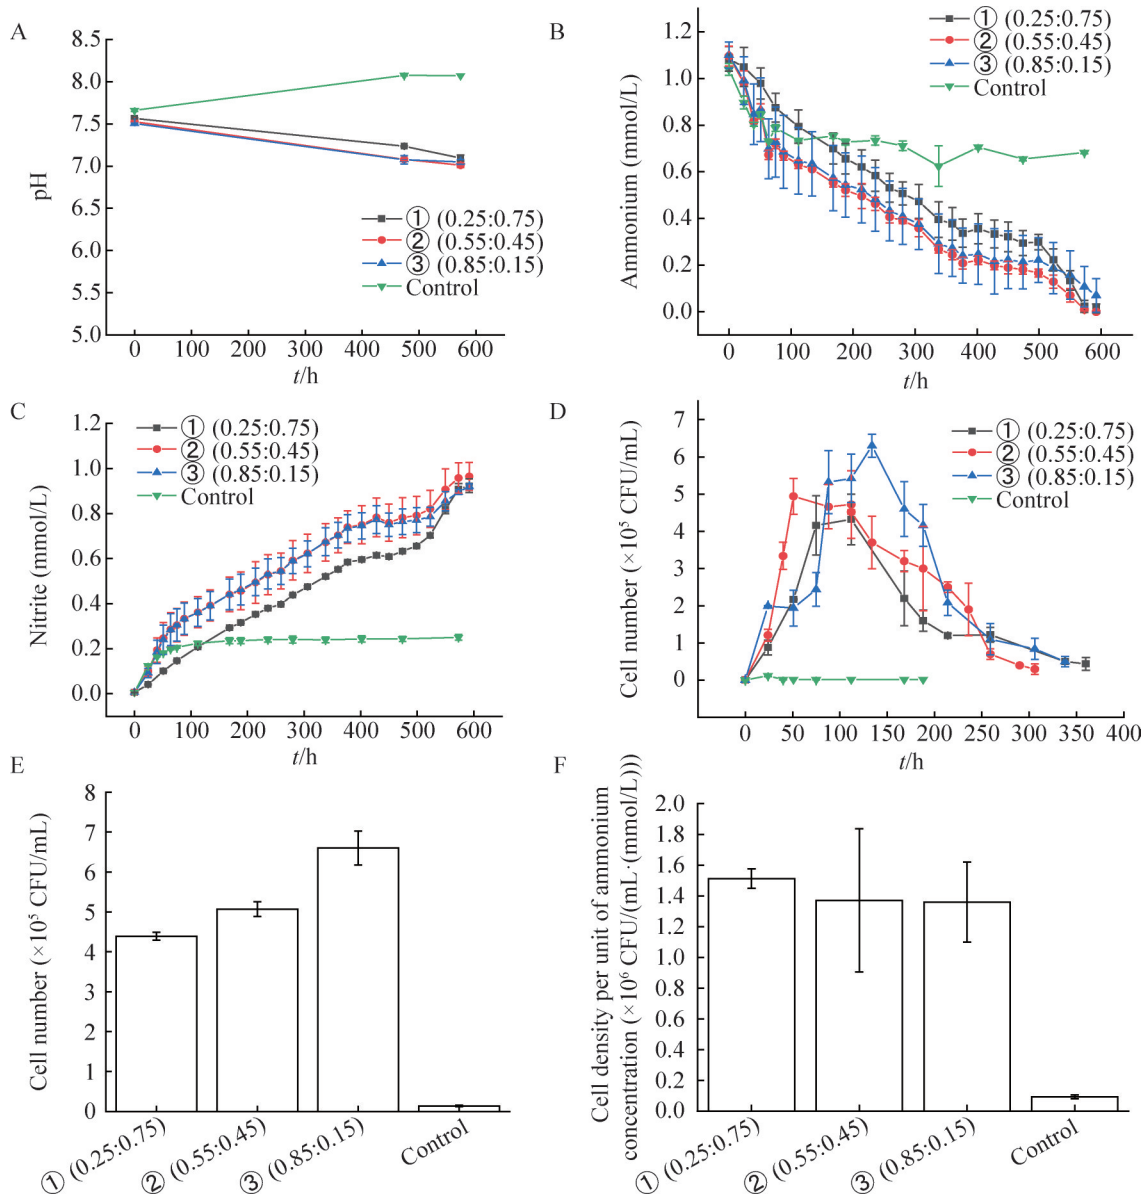 A
8.5
8.0
7.5
7.0
6.5
6.0
5.5
5.0
pH
① (0.25:0.75)
② (0.55:0.45)
③ (0.85:0.15)
Control
0 100 200 300 400 500 600
t/h
B
1.2
1.0
0.8
0.6
0.4
0.2
0.0
Ammonium (mmol/L)
① (0.25:0.75)
② (0.55:0.45)
③ (0.85:0.15)
Control
0 100 200 300 400 500 600
t/h
C
1.2
1.0
0.8
0.6
0.4
0.2
0.0
Nitrite (mmol/L)
① (0.25:0.75)
② (0.55:0.45)
③ (0.85:0.15)
Control
0 100 200 300 400 500 600
t/h
D
7
6
5
4
3
2
1
0
Cell number (×10⁵ CFU/mL)
① (0.25:0.75)
② (0.55:0.45)
③ (0.85:0.15)
Control
0 50 100 150 200 250 300 350 400
t/h
E
8
7
6
5
4
3
2
1
0
Cell number (×10⁵ CFU/mL)
① (0.25:0.75)
② (0.55:0.45)
③ (0.85:0.15)
Control
F
2.0
1.8
1.6
1.4
1.2
1.0
0.8
0.6
0.4
0.2
0
Cell density per unit of ammonium
concentration (×10⁶ CFU/(mL·(mmol/L)))
① (0.25:0.75)
② (0.55:0.45)
③ (0.85:0.15)
Control